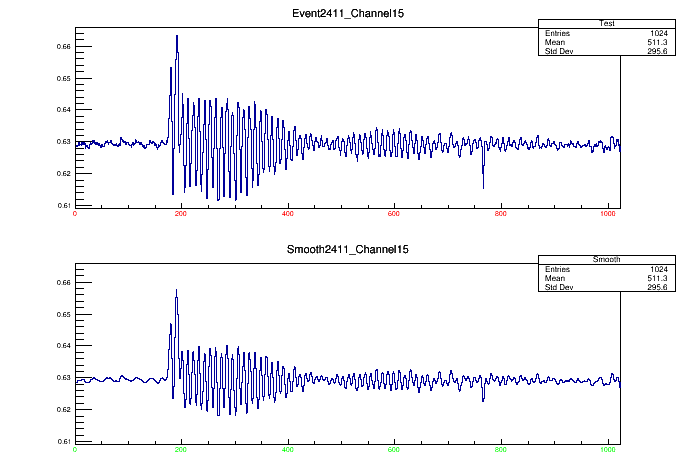 Event2411_Channel15
Test
Entries 1024
Mean 511.3
Std Dev 295.6
0.66
0.65
0.64
0.63
0.62
0.61
0 200 400 600 800 1000
Smooth2411_Channel15
Smooth
Entries 1024
Mean 511.3
Std Dev 295.6
0.66
0.65
0.64
0.63
0.62
0.61
0 200 400 600 800 1000